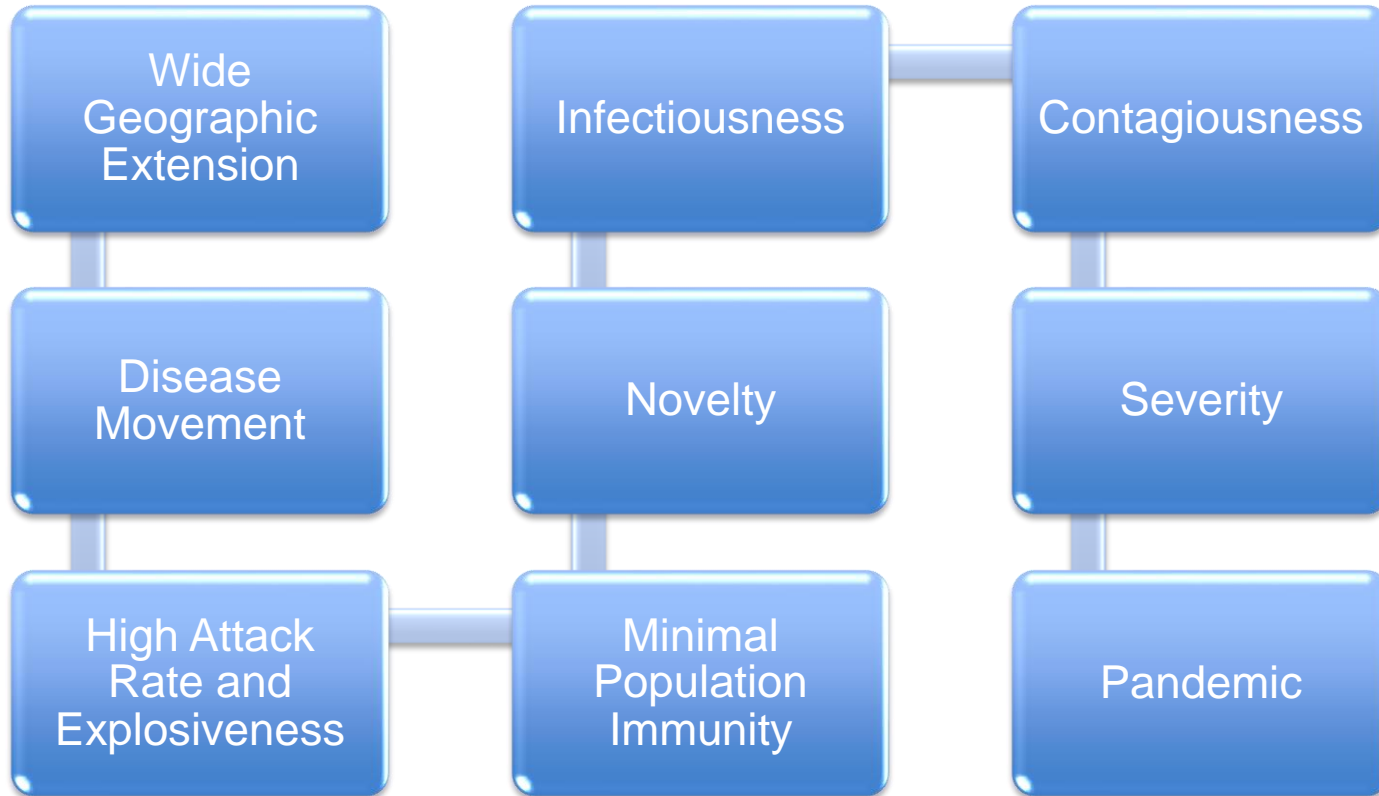 Wide
Geographic
Extension
Disease
Movement
High Attack
Rate and
Explosiveness
Minimal
Population
Immunity
Novelty
Infectiousness
Contagiousness
Severity
Pandemic